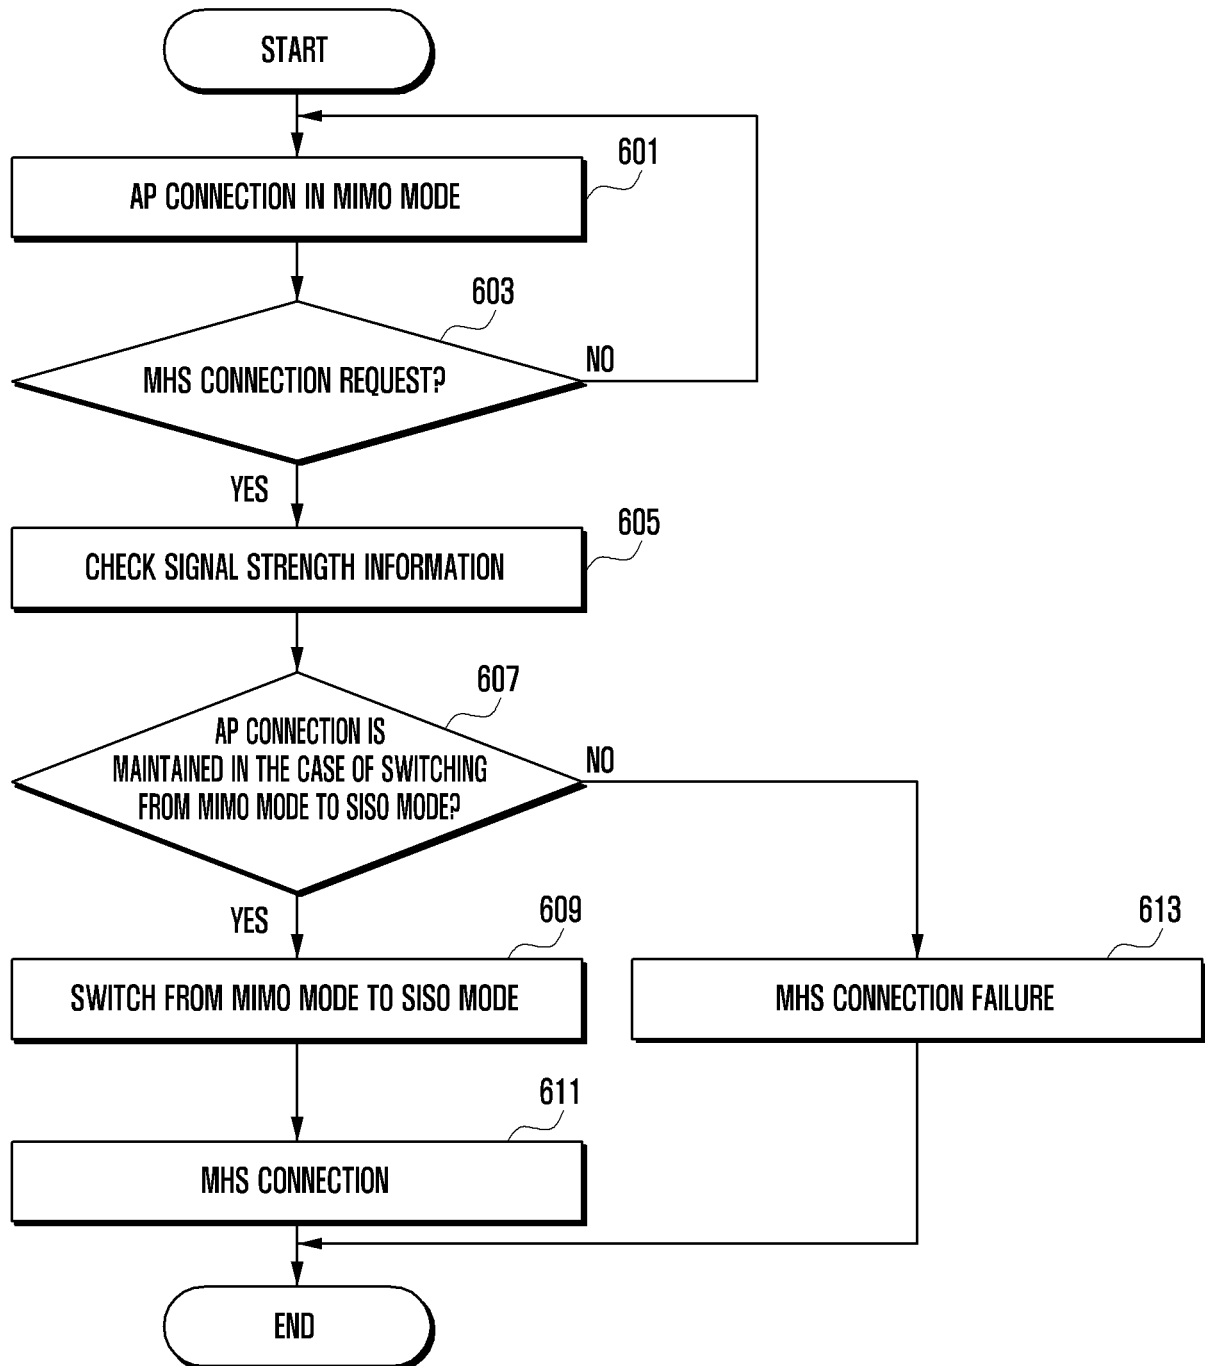 START
601
AP CONNECTION IN MIMO MODE
603
MHS CONNECTION REQUEST?
NO
YES
605
CHECK SIGNAL STRENGTH INFORMATION
607
AP CONNECTION IS
MAINTAINED IN THE CASE OF SWITCHING
FROM MIMO MODE TO SISO MODE?
NO
YES
609
SWITCH FROM MIMO MODE TO SISO MODE
613
MHS CONNECTION FAILURE
611
MHS CONNECTION
END